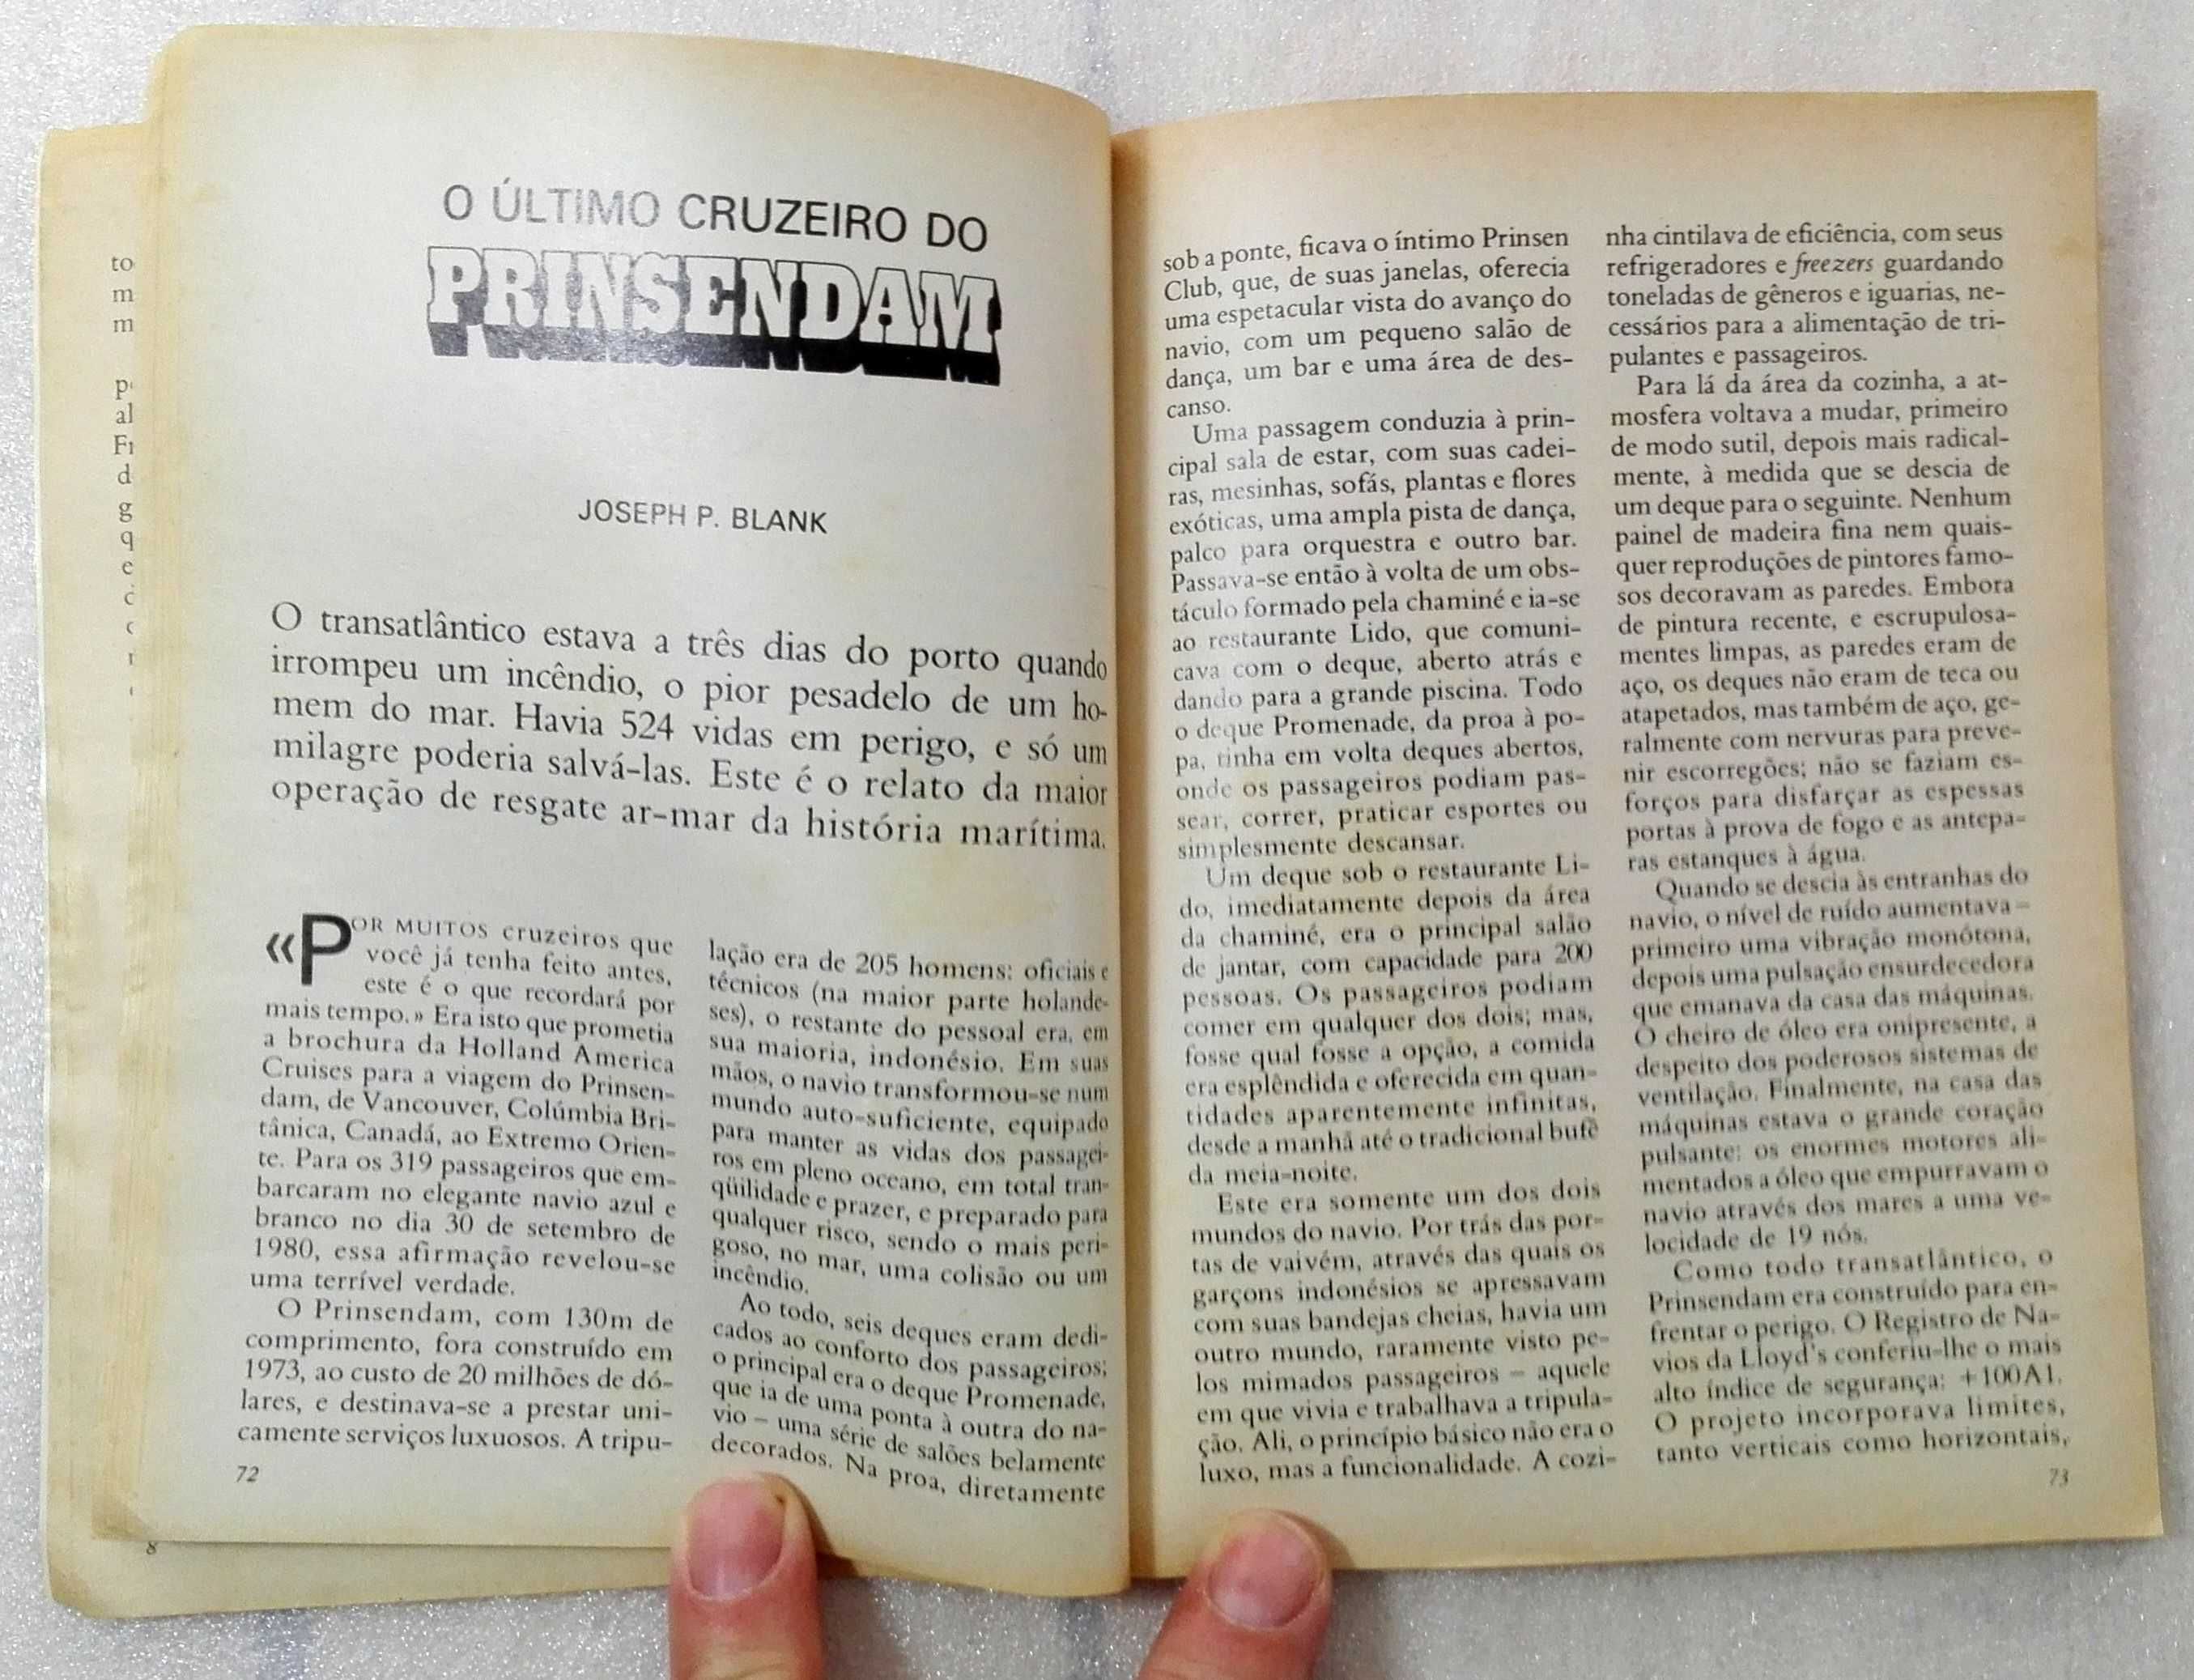 O ÚLTIMO CRUZEIRO DO
PRINSENDAM
JOSEPH P. BLANK
O transatlântico estava a três dias do porto quando
irrompeu um incêndio, o pior pesadelo de um ho-
mem do mar. Havia 524 vidas em perigo, e só um
milagre poderia salvá-las. Este é o relato da maior
operação de resgate ar-mar da história marítima.
«POR MUITOS cruzeiros que
você já tenha feito antes,
este é o que recordará por
mais tempo.» Era isto que prometia
a brochura da Holland America
Cruises para a viagem do Prinsen-
dam, de Vancouver, Colúmbia Bri-
tânica, Canadá, ao Extremo Orien-
te. Para os 319 passageiros que em-
barcaram no elegante navio azul e
branco no dia 30 de setembro de
1980, essa afirmação revelou-se
uma terrível verdade.
O Prinsendam, com 130m de
comprimento, fora construído em
1973, ao custo de 20 milhões de dó-
lares, e destinava-se a prestar uni-
camente serviços luxuosos. A tripu-
72
lação era de 205 homens: oficiais e
técnicos (na maior parte holande-
ses), o restante do pessoal era, em
sua maioria, indonésio. Em suas
mãos, o navio transformou-se num
mundo auto-suficiente, equipado
para manter as vidas dos passagei-
ros em pleno oceano, em total tran-
qüilidade e prazer, e preparado para
qualquer risco, sendo o mais peri-
goso, no mar, uma colisão ou um
incêndio.
Ao todo, seis deques eram dedi-
cados ao conforto dos passageiros;
o principal era o deque Promenade,
que ia de uma ponta à outra do na-
vio – uma série de salões belamente
decorados. Na proa, diretamente
sob a ponte, ficava o íntimo Prinsen
Club, que, de suas janelas, oferecia
uma espetacular vista do avanço do
navio, com um pequeno salão de
dança, um bar e uma área de des-
canso.
Uma passagem conduzia à prin-
cipal sala de estar, com suas cadei-
ras, mesinhas, sofás, plantas e flores
exóticas, uma ampla pista de dança,
palco para orquestra e outro bar.
Passava-se então à volta de um obs-
táculo formado pela chaminé e ia-se
ao restaurante Lido, que comuni-
cava com o deque, aberto atrás e
dando para a grande piscina. Todo
o deque Promenade, da proa à po-
pa, tinha em volta deques abertos,
onde os passageiros podiam pas-
sear, correr, praticar esportes ou
simplesmente descansar.
Um deque sob o restaurante Li-
do, imediatamente depois da área
da chaminé, era o principal salão
de jantar, com capacidade para 200
pessoas. Os passageiros podiam
comer em qualquer dos dois; mas,
fosse qual fosse a opção, a comida
era esplêndida e oferecida em quan-
tidades aparentemente infinitas,
desde a manhã até o tradicional bufê
da meia-noite.
Este era somente um dos dois
mundos do navio. Por trás das por-
tas de vaivém, através das quais os
garçons indonésios se apressavam
com suas bandejas cheias, havia um
outro mundo, raramente visto pe-
los mimados passageiros – aquele
em que vivia e trabalhava a tripula-
ção. Ali, o princípio básico não era o
luxo, mas a funcionalidade. A cozi-
nha cintilava de eficiência, com seus
refrigeradores e freezers guardando
toneladas de gêneros e iguarias, ne-
cessários para a alimentação de tri-
pulantes e passageiros.
Para lá da área da cozinha, a at-
mosfera voltava a mudar, primeiro
de modo sutil, depois mais radical-
mente, à medida que se descia de
um deque para o seguinte. Nenhum
painel de madeira fina nem quais-
quer reproduções de pintores famo-
sos decoravam as paredes. Embora
de pintura recente, e escrupulosa-
mentes limpas, as paredes eram de
aço, os deques não eram de teca ou
atapetados, mas também de aço, ge-
ralmente com nervuras para preve-
nir escorregões; não se faziam es-
forços para disfarçar as espessas
portas à prova de fogo e as antepa-
ras estanques à água.
Quando se descia às entranhas do
navio, o nível de ruído aumentava –
primeiro uma vibração monótona,
depois uma pulsação ensurdecedora
que emanava da casa das máquinas.
O cheiro de óleo era onipresente, a
despeito dos poderosos sistemas de
ventilação. Finalmente, na casa das
máquinas estava o grande coração
pulsante: os enormes motores ali-
mentados a óleo que empurravam o
navio através dos mares a uma ve-
locidade de 19 nós.
Como todo transatlântico, o
Prinsendam era construído para en-
frentar o perigo. O Registro de Na-
vios da Lloyd's conferiu-lhe o mais
alto índice de segurança: +100A1.
O projeto incorporava limites,
tanto verticais como horizontais,
73